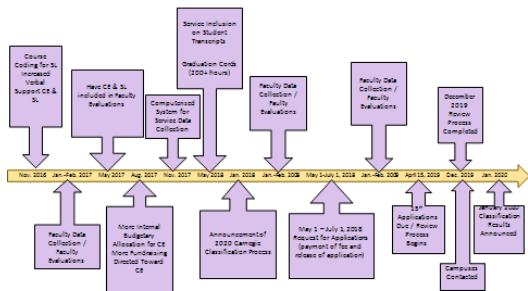 Course
Coding for SL
Increased
Verbal
Support CE &
SL
Have CE & SL
included in Faculty
Evaluations
Computerized
System for
Service Data
Collection
Service Inclusion
on Student
Transcripts
Graduation Cords
(200+ hours)
Faculty Data
Collection /
Faulty
Evaluations
Faculty Data
Collection /
Faulty
Evaluations
December
2019
Review
Process
Completed
Nov. 2016
Jan.-Feb. 2017
May 2017
Aug. 2017
Nov. 2017
May 2018
Jan. 2018
Jan.-Feb.
May 1-July 1, 2018
Jan.-Feb.
April 15, 2019
Dec. 2019
Jan. 2020
Faculty Data
Collection /
Faculty
Evaluations
More Internal
Budgetary
Allocation for CE
More Fundraising
Directed Toward
CE
Announcement of
2020 Carnegie
Classification Process
May 1 – July 1, 2018
Request for Applications
(payment of fee and
release of application)
Applications
Due / Review
Process
Begins
Campuses
Contacted
January 2020
Classification
Results
Announced